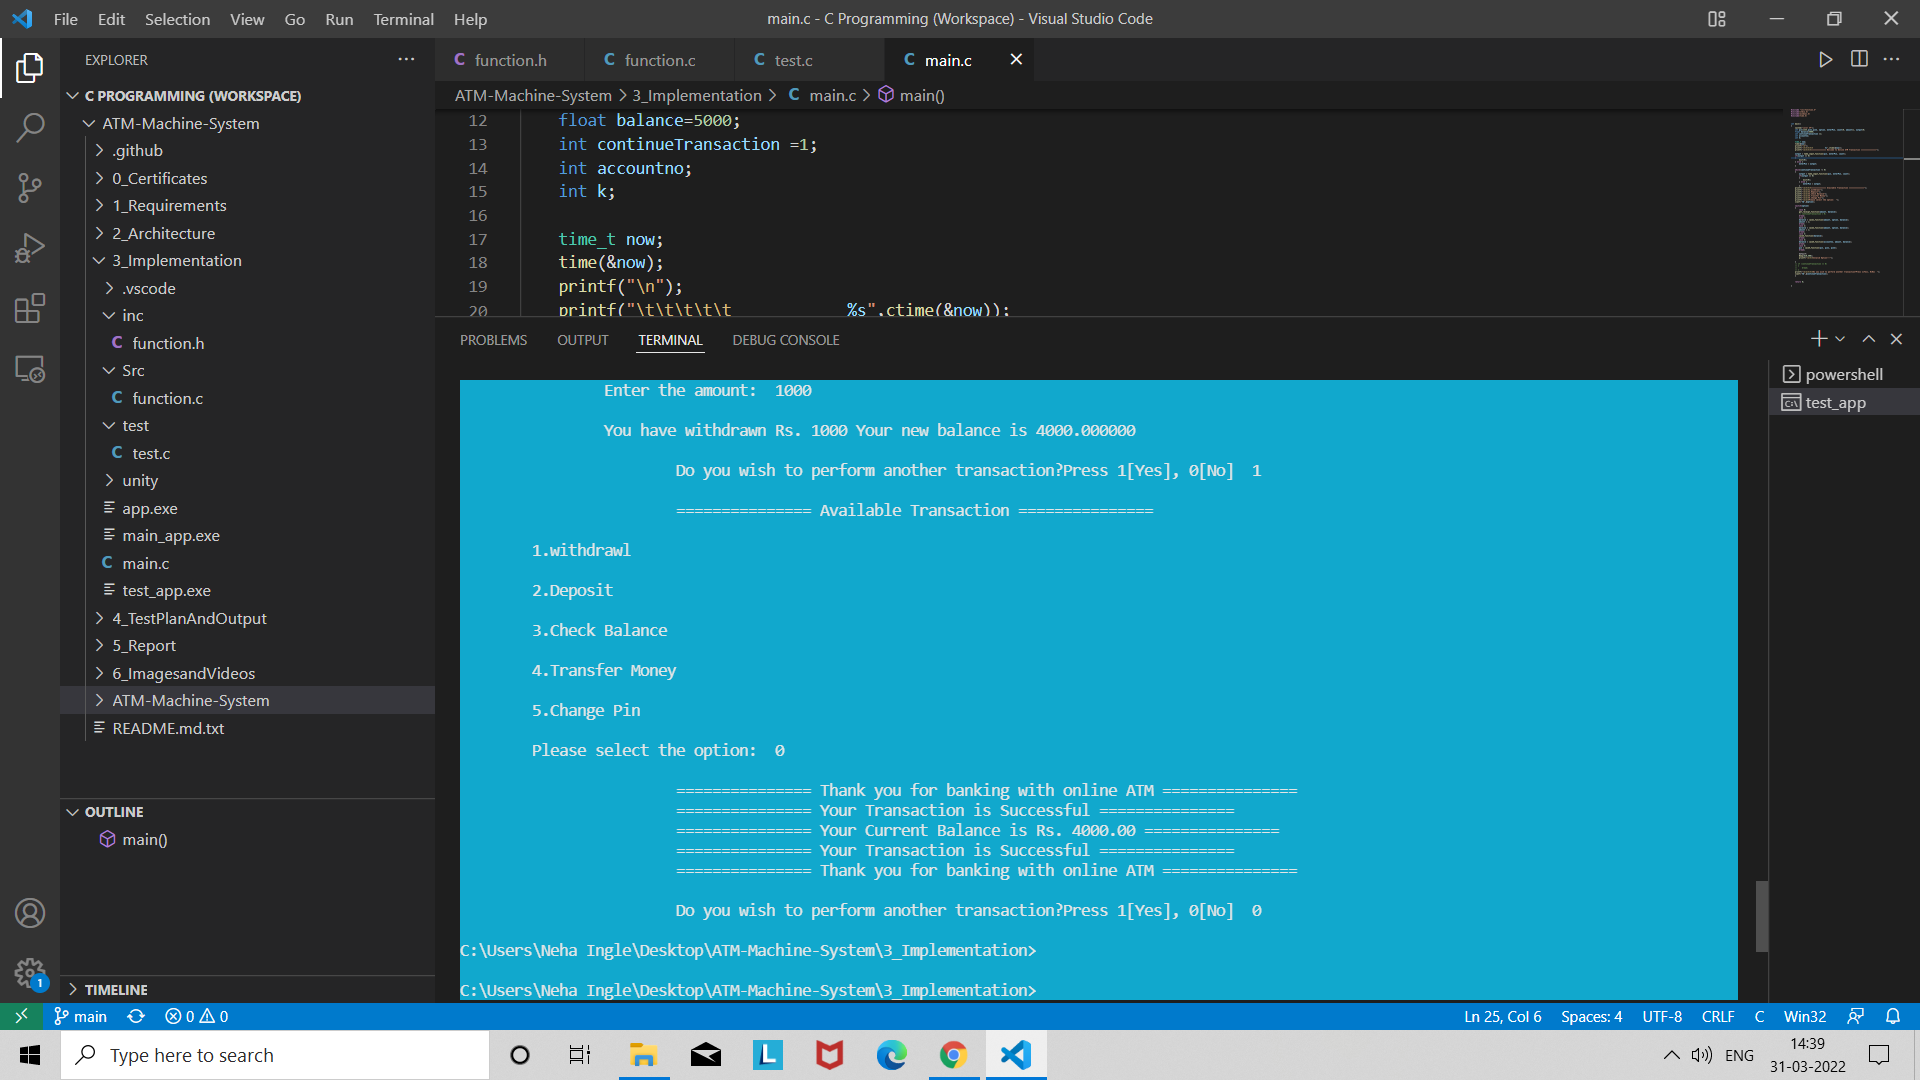 File Edit Selection View Go Run Terminal Help
main.c - C Programming (Workspace) - Visual Studio Code
EXPLORER
C PROGRAMMING (WORKSPACE)
ATM-Machine-System
.github
0_Certificates
1_Requirements
2_Architecture
3_Implementation
.vscode
inc
C function.h
Src
C function.c
test
C test.c
unity
app.exe
main_app.exe
C main.c
test_app.exe
4_TestPlanAndOutput
5_Report
6_ImagesandVideos
ATM-Machine-System
README.md.txt
OUTLINE
main()
TIMELINE
C function.h C function.c C test.c C main.c
ATM-Machine-System > 3_Implementation > C main.c > main()
12 float balance=5000;
13 int continueTransaction =1;
14 int accountno;
15 int k;
16
17 time_t now;
18 time(&now);
19 printf("\n");
20 printf("\t\t\t\t\t %s",ctime(&now));
PROBLEMS OUTPUT TERMINAL DEBUG CONSOLE
powershell
test_app
Enter the amount: 1000
You have withdrawn Rs. 1000 Your new balance is 4000.000000
Do you wish to perform another transaction?Press 1[Yes], 0[No] 1
=============== Available Transaction ===============
1.withdrawl
2.Deposit
3.Check Balance
4.Transfer Money
5.Change Pin
Please select the option: 0
=============== Thank you for banking with online ATM ===============
=============== Your Transaction is Successful ===============
=============== Your Current Balance is Rs. 4000.00 ===============
=============== Your Transaction is Successful ===============
=============== Thank you for banking with online ATM ===============
Do you wish to perform another transaction?Press 1[Yes], 0[No] 0
C:\Users\Neha Ingle\Desktop\ATM-Machine-System\3_Implementation>
C:\Users\Neha Ingle\Desktop\ATM-Machine-System\3_Implementation>
1
main 0 0 Ln 25, Col 6 Spaces: 4 UTF-8 CRLF C Win32
Type here to search
L
ENG
14:39
31-03-2022